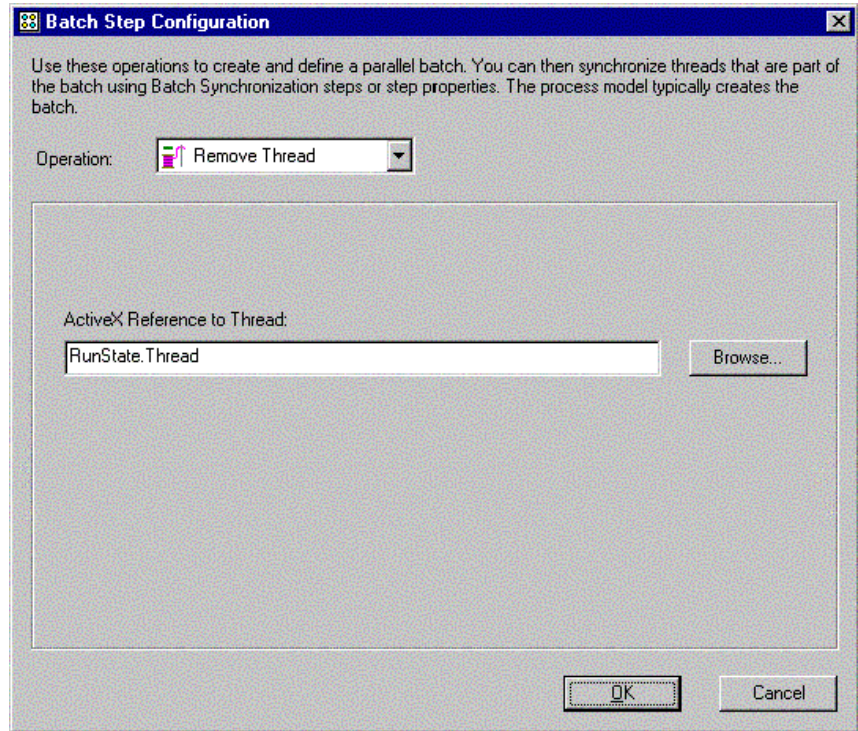 Batch Step Configuration
Use these operations to create and define a parallel batch. You can then synchronize threads that are part of
the batch using Batch Synchronization steps or step properties. The process model typically creates the
batch.
Operation:
Remove Thread
ActiveX Reference to Thread:
RunState.Thread
Browse...
OK
Cancel